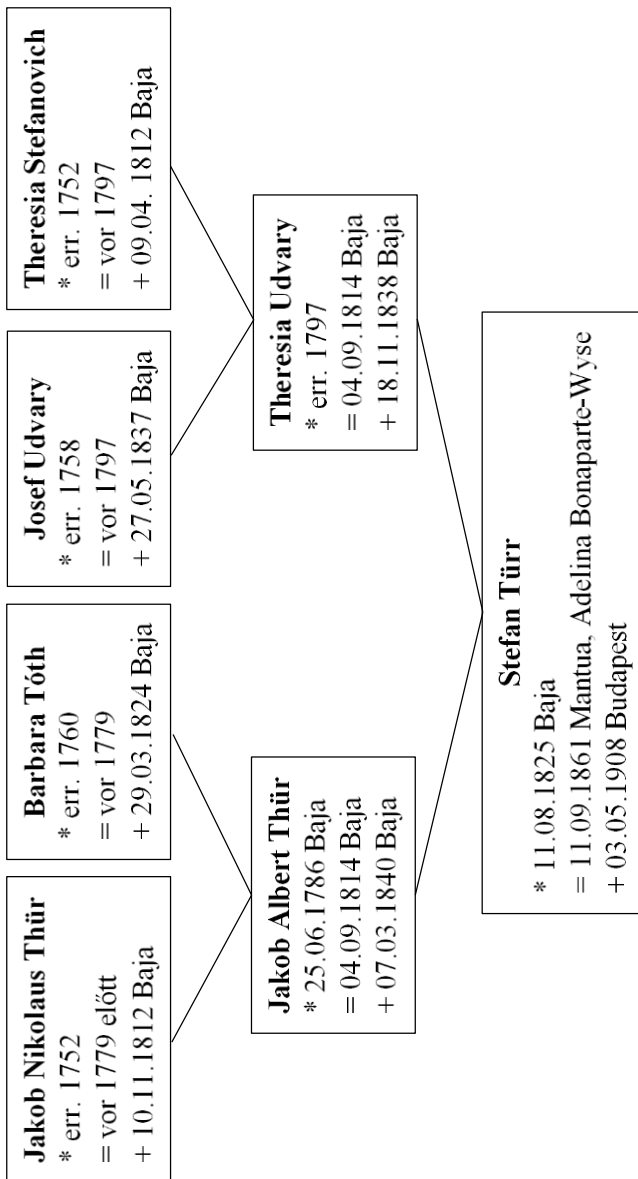 Jakob Nikolaus Thür
* err. 1752
= vor 1779 előtt
+ 10.11.1812 Baja
Barbara Tóth
* err. 1760
= vor 1779
+ 29.03.1824 Baja
Josef Udvary
* err. 1758
= vor 1797
+ 27.05.1837 Baja
Theresia Stefanovich
* err. 1752
= vor 1797
+ 09.04. 1812 Baja
Jakob Albert Thür
* 25.06.1786 Baja
= 04.09.1814 Baja
+ 07.03.1840 Baja
Theresia Udvary
* err. 1797
= 04.09.1814 Baja
+ 18.11.1838 Baja
Stefan Türr
* 11.08.1825 Baja
= 11.09.1861 Mantua, Adelina Bonaparte-Wyse
+ 03.05.1908 Budapest